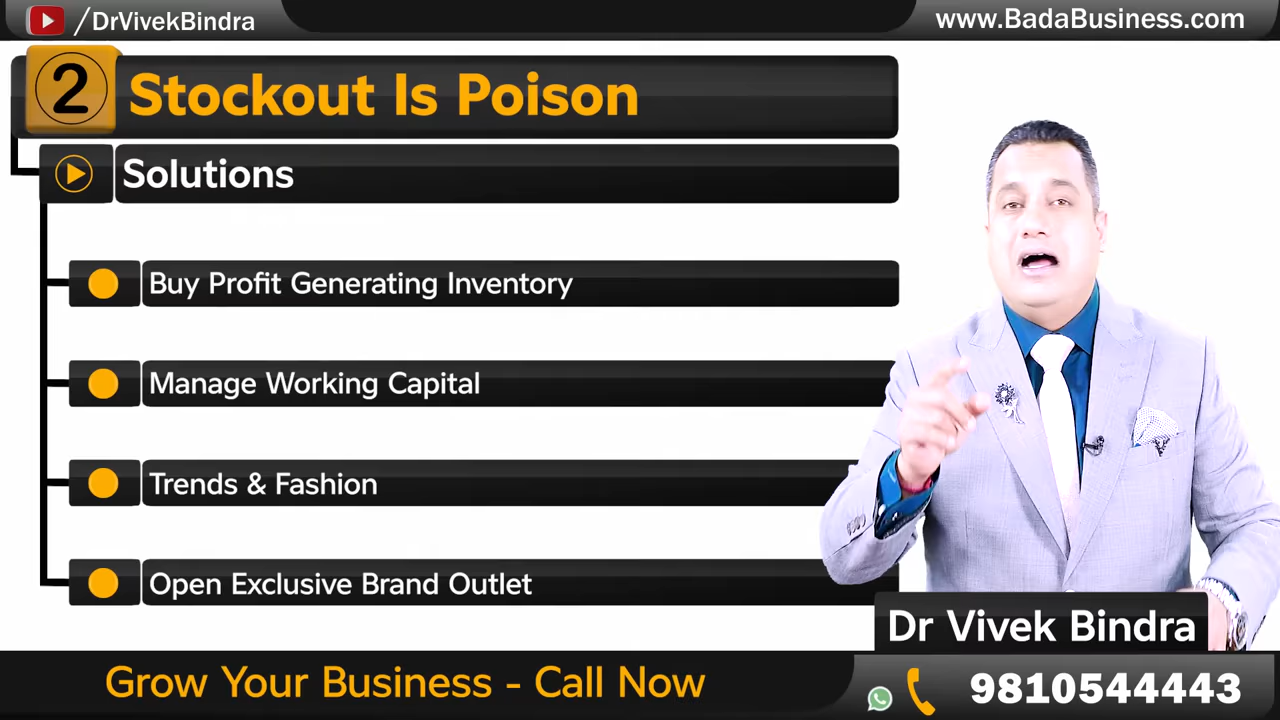 /DrVivekBindra
www.BadaBusiness.com
2 Stockout Is Poison
Solutions
Buy Profit Generating Inventory
Manage Working Capital
Trends & Fashion
Open Exclusive Brand Outlet
Dr Vivek Bindra
Grow Your Business - Call Now
9810544443